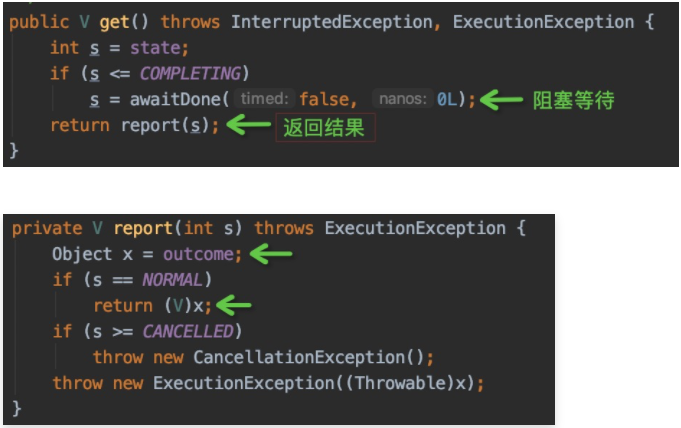 public V get() throws InterruptedException, ExecutionException {
    int s = state;
    if (s <= COMPLETING)
        s = awaitDone( timed: false, nanos: 0L); 阻塞等待
    return report(s); 返回结果
}
private V report(int s) throws ExecutionException {
    Object x = outcome;
    if (s == NORMAL)
        return (V)x;
    if (s >= CANCELLED)
        throw new CancellationException();
    throw new ExecutionException((Throwable)x);
}